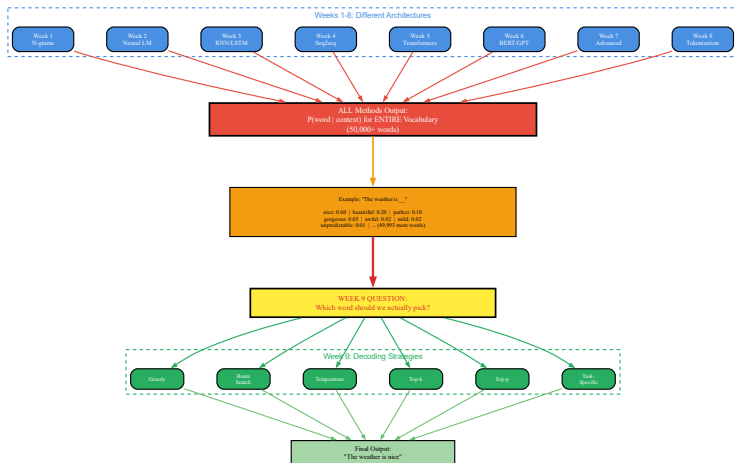 Weeks 1-8: Different Architectures
Week 1
N-grams
Week 2
Neural LM
Week 3
RNN/LSTM
Week 4
Seq2seq
Week 5
Transformers
Week 6
BERT/GPT
Week 7
Advanced
Week 8
Tokenization
ALL Methods Output:
P(word | context) for ENTIRE Vocabulary
(50,000+ words)
Example: "The weather is __"
nice: 0.60 | beautiful: 0.20 | perfect: 0.10
gorgeous: 0.05 | awful: 0.02 | mild: 0.02
unpredictable: 0.01 | ... (49,993 more words)
WEEK 9 QUESTION:
Which word should we actually pick?
Week 9: Decoding Strategies
Greedy
Beam
Search
Temperature
Top-k
Top-p
Task-
Specific
Final Output:
"The weather is nice"